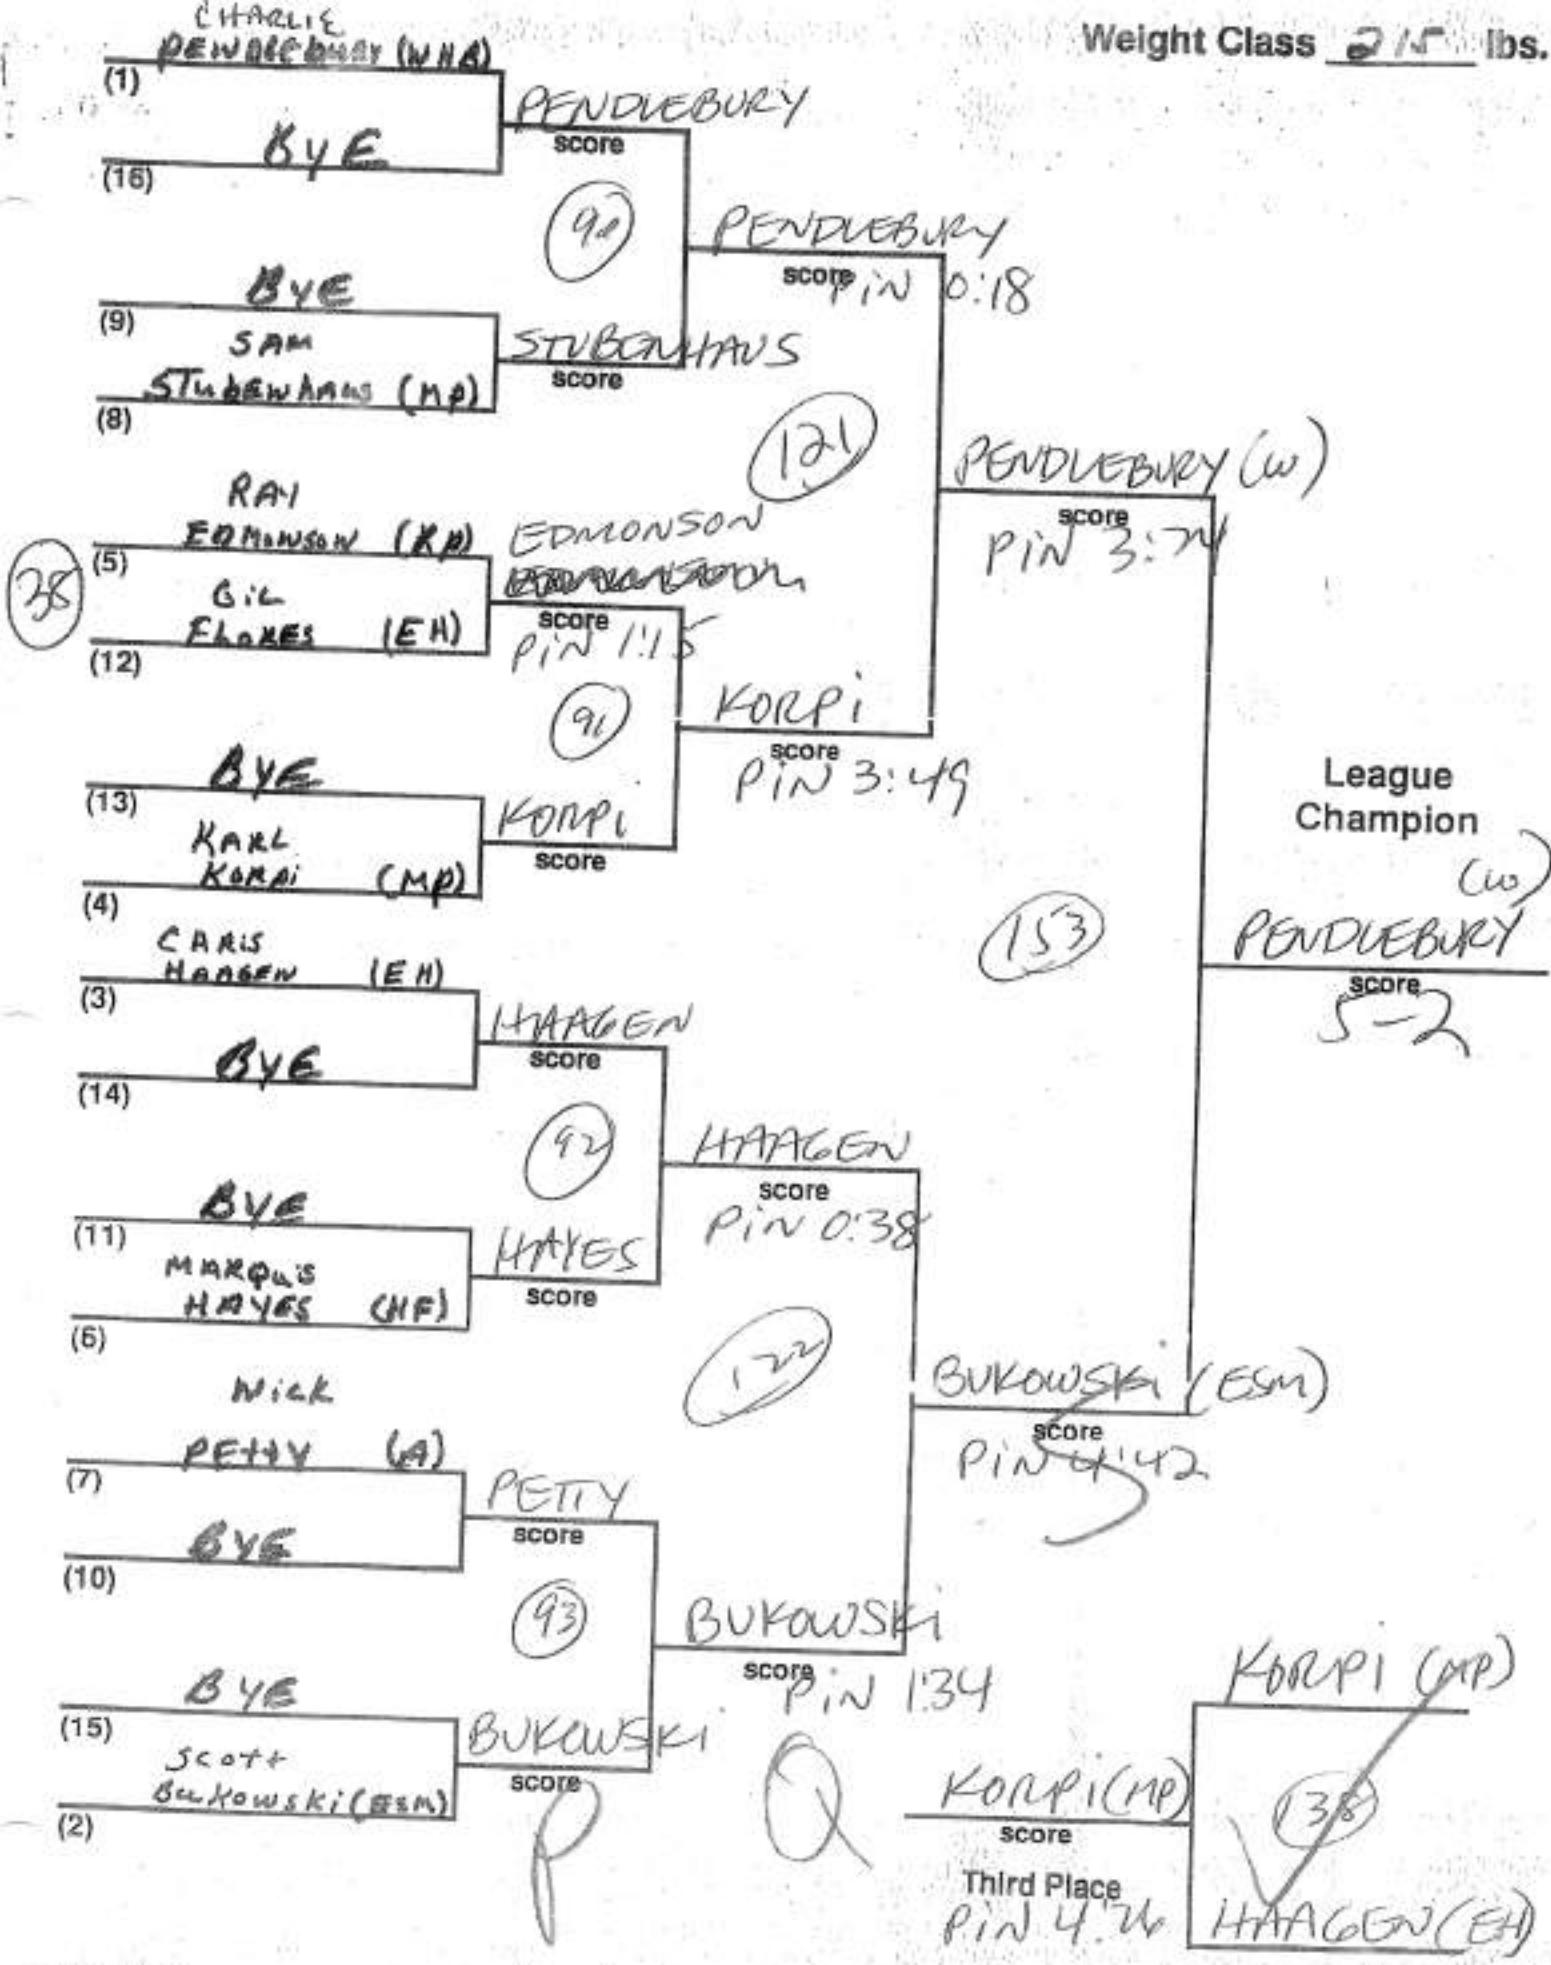 Weight Class 215 lbs.
CHARLIE
(WHB)
(1)
PENDLEBURY
score
BYE
(16)
90
PENDLEBURY
score
PIN 0:18
BYE
(9)
SAM
STUBENHAUS (MP)
(8)
STUBENHAUS
score
121
PENDLEBURY (W)
score
PIN 3:24
RAY
EDMONSON (RP)
(5)
38
GIL
FLORES (EH)
(12)
EDMONSON
score
PIN 1:15
91
KORPI
score
PIN 3:49
BYE
(13)
KARL
KORPI (MP)
(4)
KORPI
score
League
Champion
(W)
PENDLEBURY
score
5-2
153
CHRIS
HAAGEN (EH)
(3)
HAAGEN
score
BYE
(14)
92
HAAGEN
score
PIN 0:38
BYE
(11)
MARQUIS
HAYES (HF)
(6)
HAYES
score
122
BUKOWSKI (ESM)
score
PIN 4:42
NICK
PETTY (A)
(7)
PETTY
score
BYE
(10)
93
BUKOWSKI
score
PIN 1:34
BYE
(15)
SCOTT
BUKOWSKI (ESM)
(2)
BUKOWSKI
score
KORPI (MP)
138
HAAGEN (EH)
KORPI (MP)
score
Third Place
PIN 4:26